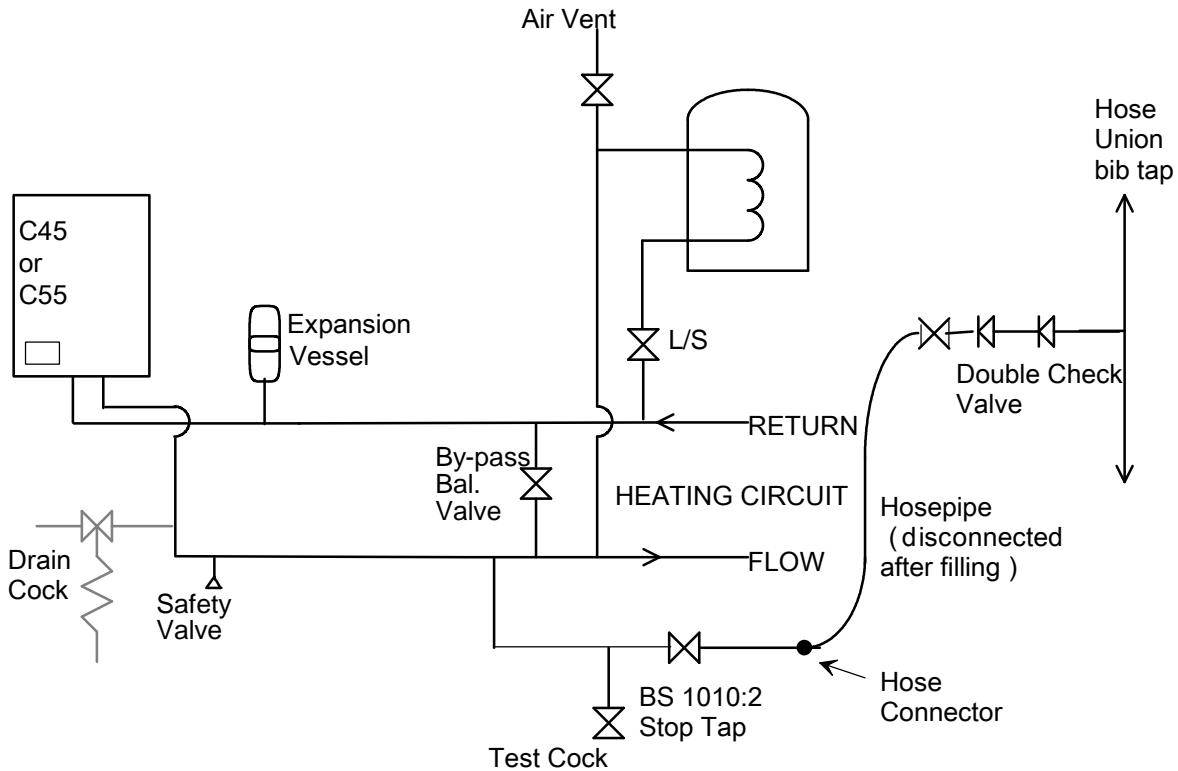 Air Vent
Hose
Union
bib tap
C45
or
C55
Expansion
Vessel
L/S
Double Check
Valve
RETURN
By-pass
Bal.
Valve
HEATING CIRCUIT
Hosepipe
( disconnected
after filling )
Drain
Cock
FLOW
Safety
Valve
BS 1010:2
Stop Tap
Hose
Connector
Test Cock